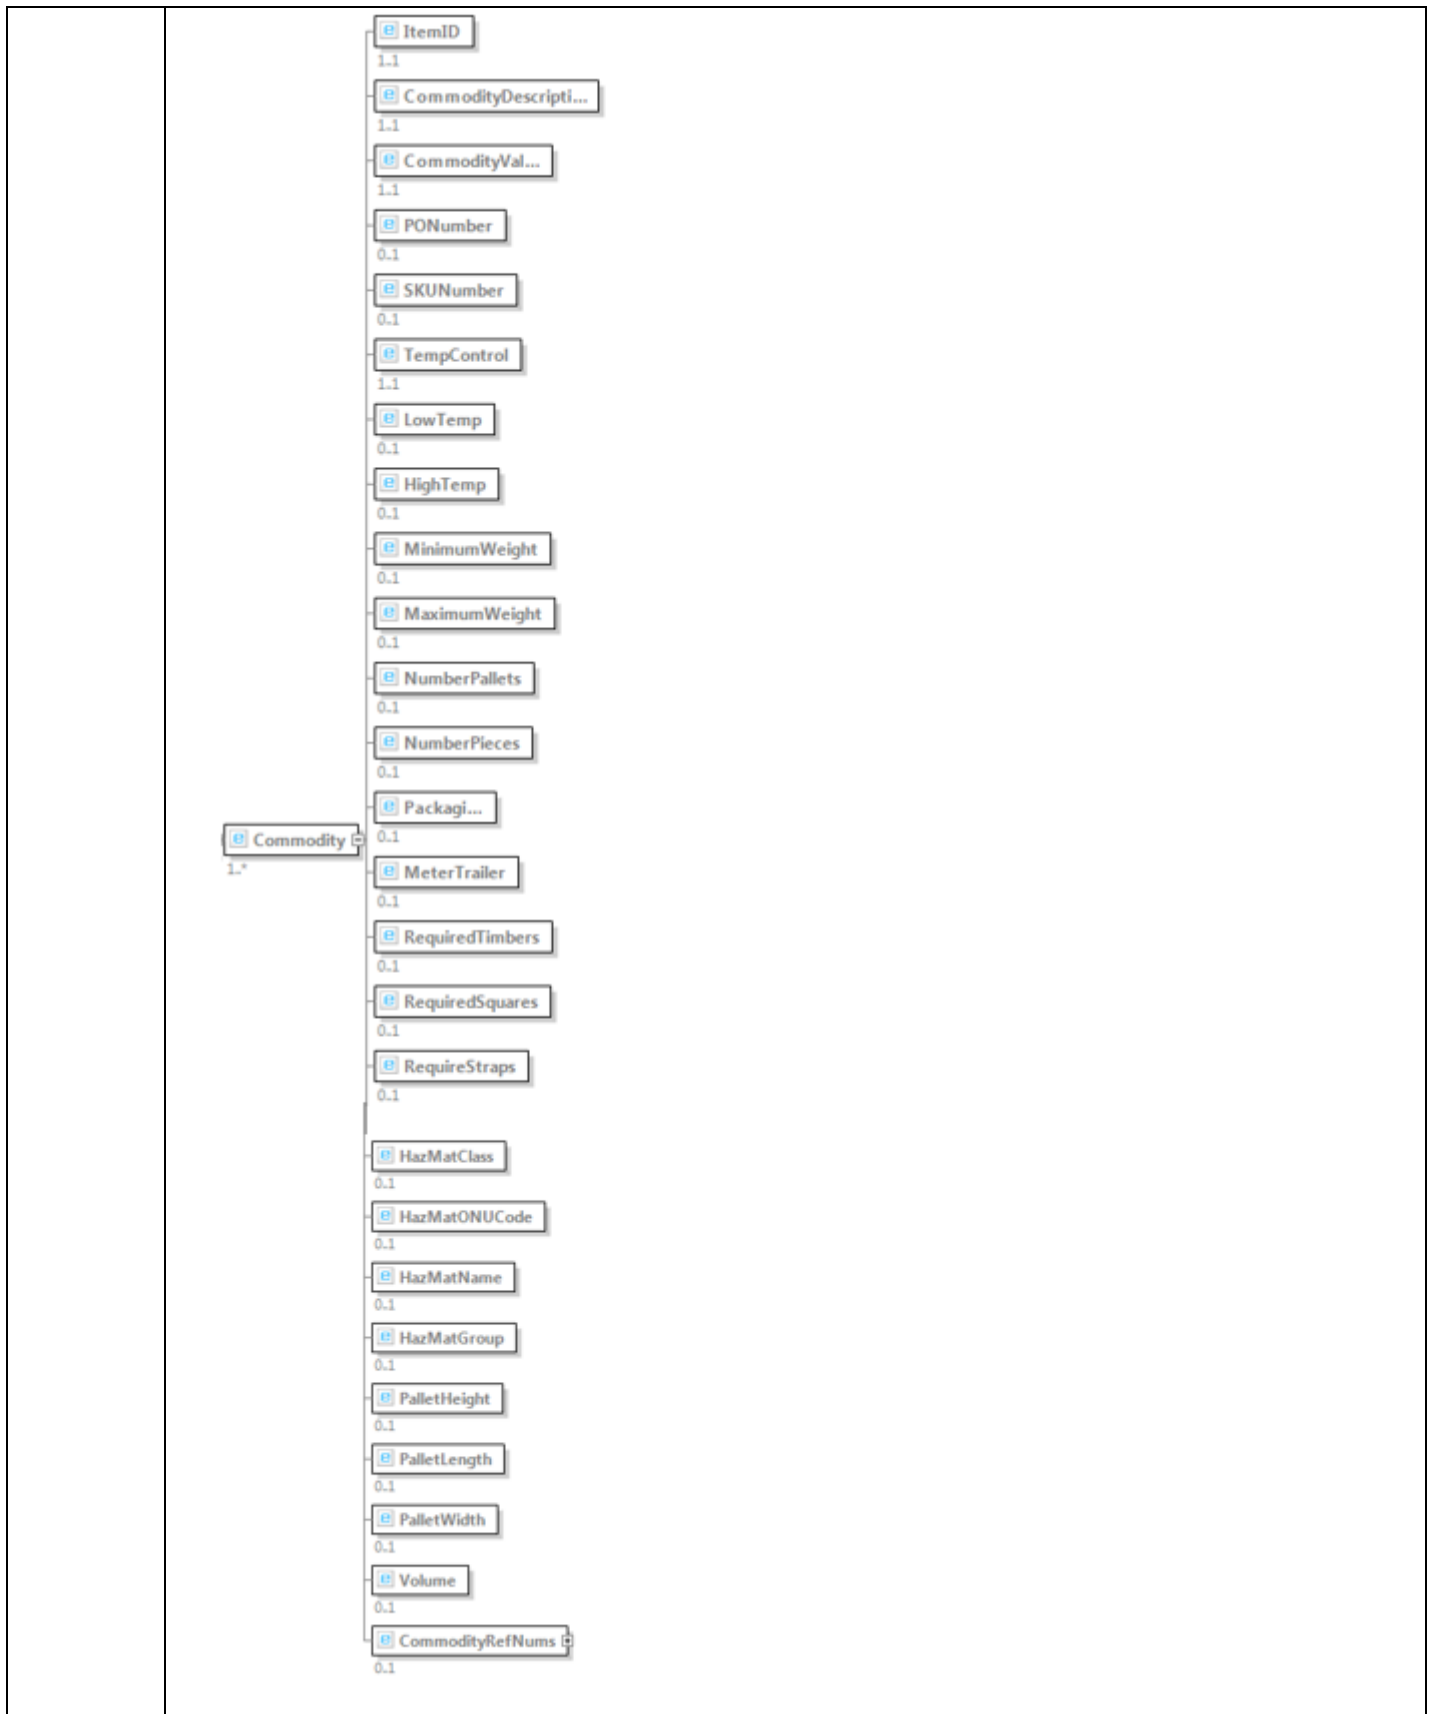 ItemID
1..1
CommodityDescripti...
1..1
CommodityVal...
1..1
PONumber
0..1
SKUNumber
0..1
TempControl
1..1
LowTemp
0..1
HighTemp
0..1
MinimumWeight
0..1
MaximumWeight
0..1
NumberPallets
0..1
NumberPieces
0..1
Packagi...
0..1
Commodity
1..*
MeterTrailer
0..1
RequiredTimbers
0..1
RequiredSquares
0..1
RequireStraps
0..1
HazMatClass
0..1
HazMatONUCode
0..1
HazMatName
0..1
HazMatGroup
0..1
PalletHeight
0..1
PalletLength
0..1
PalletWidth
0..1
Volume
0..1
CommodityRefNums
0..1